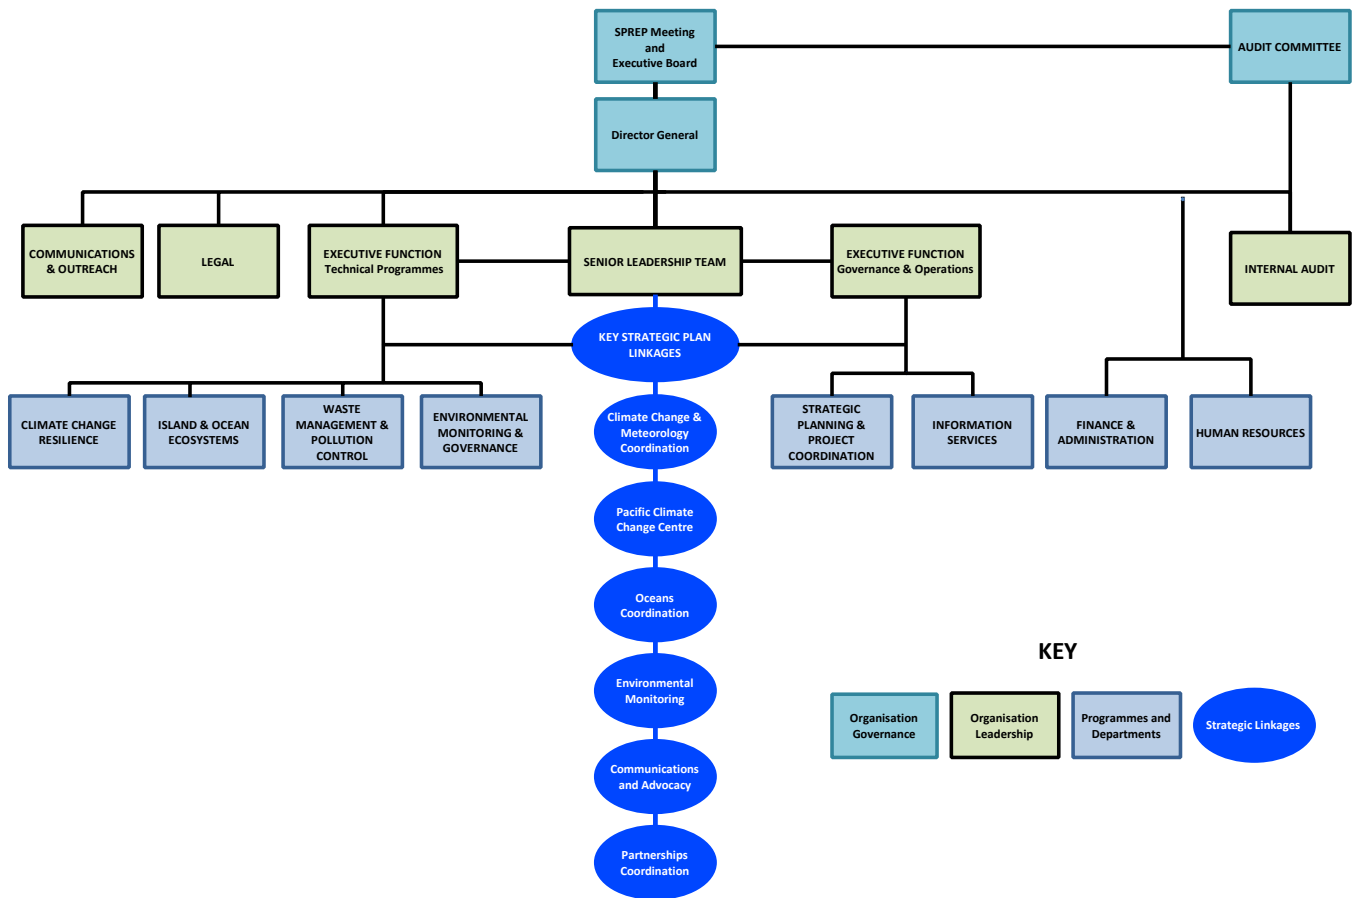 SPREP Meeting
and
Executive Board
AUDIT COMMITTEE
Director General
COMMUNICATIONS
& OUTREACH
LEGAL
EXECUTIVE FUNCTION
Technical Programmes
SENIOR LEADERSHIP TEAM
EXECUTIVE FUNCTION
Governance & Operations
INTERNAL AUDIT
KEY STRATEGIC PLAN
LINKAGES
CLIMATE CHANGE
RESILIENCE
ISLAND & OCEAN
ECOSYSTEMS
WASTE
MANAGEMENT &
POLLUTION
CONTROL
ENVIRONMENTAL
MONITORING &
GOVERNANCE
Climate Change &
Meteorology
Coordination
STRATEGIC
PLANNING &
PROJECT
COORDINATION
INFORMATION
SERVICES
FINANCE &
ADMINISTRATION
HUMAN RESOURCES
Pacific Climate
Change Centre
Oceans
Coordination
Environmental
Monitoring
Communications
and Advocacy
Partnerships
Coordination
KEY
Organisation
Governance
Organisation
Leadership
Programmes and
Departments
Strategic Linkages